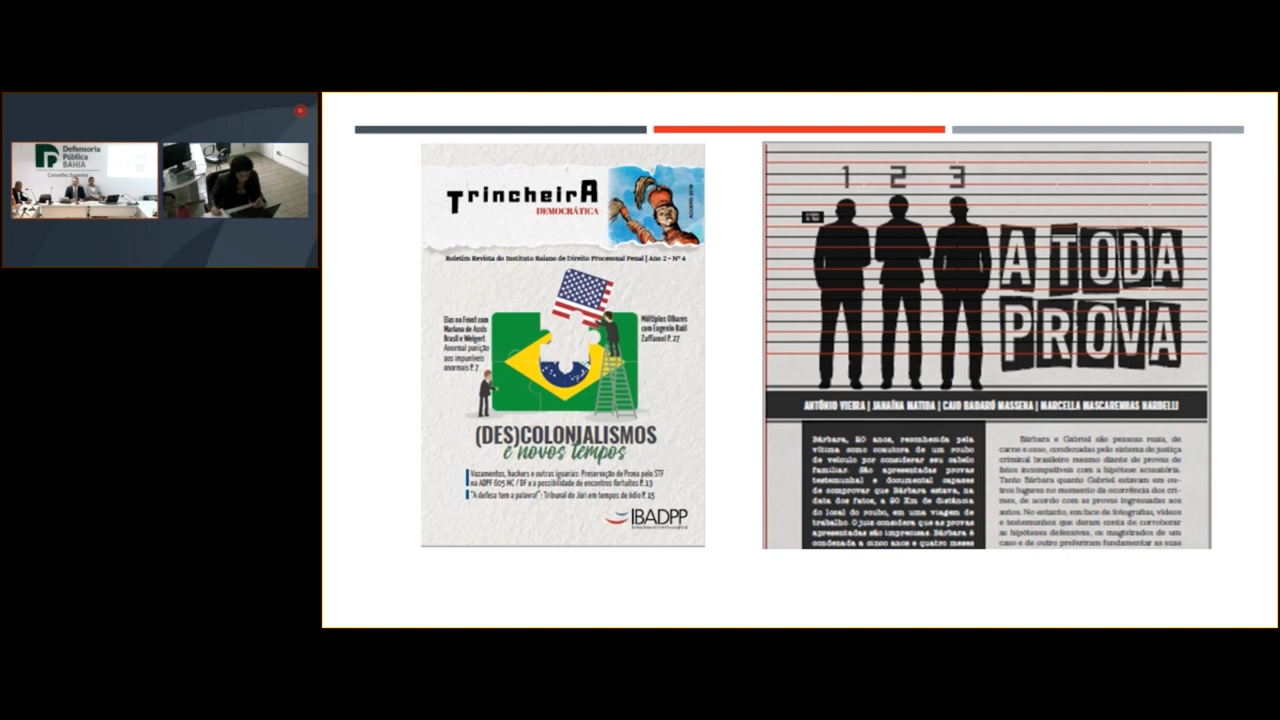 Defensoria
Pública
BAHIA
Conselho Superior
TrincheirA
DEMOCRÁTICA
AGOSTO 2019
Boletim Revista do Instituto Baiano de Direito Processual Penal | Ano 2 - Nº 4
Elas no Front com
Mariana de Assis
Brasil e Weigert
Anormal punição
aos impuníveis
anormais P. 7
Múltiplos Olhares
com Eugenio Raúl
Zaffaroni P. 27
(DES)COLONIALISMOS
e novos tempos
Vazamentos, hackers e outras iguarias: Preservação de Prova pelo STF
na ADPF 605 MC / DF e a possibilidade de encontros fortuitos P. 13
"A defesa tem a palavra!": Tribunal do Júri em tempos de ódio P. 25
IBADPP
1 2 3
A TODA
PROVA
ANTÔNIO VIEIRA | JANAÍNA MATIDA | CAIO BADARÓ MASSENA | MARCELLA MASCARENHAS NARDELLI
Bárbara, 20 anos, reconhecida pela
vítima como coautora de um roubo
de veículo por considerar seu cabelo
familiar. São apresentadas provas
testemunhal e documental capazes
de comprovar que Bárbara estava, na
data dos fatos, a 90 Km de distância
do local do roubo, em uma viagem de
trabalho. O juiz considera que as provas
apresentadas são imprecisas. Bárbara é
condenada a cinco anos e quatro meses
Bárbara e Gabriel são pessoas reais, de
carne e osso, condenadas pelo sistema de justiça
criminal brasileiro mesmo diante de provas de
fatos incompatíveis com a hipótese acusatória.
Tanto Bárbara quanto Gabriel estavam em ou-
tros lugares no momento da ocorrência dos cri-
mes, de acordo com as provas ingressadas aos
autos. No entanto, em face de fotografias, vídeos
e testemunhos que deram conta de corroborar
as hipóteses defensivas, os magistrados de um
caso e de outro preferiram fundamentar as suas